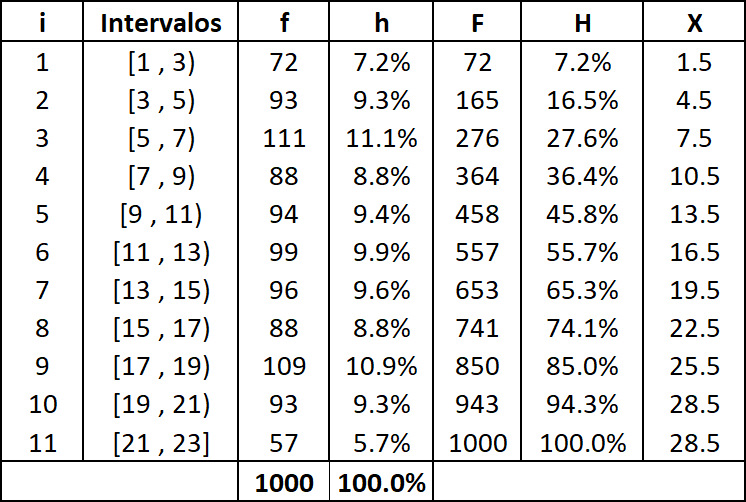 i Intervalos f h F H X
1 [1 , 3) 72 7.2% 72 7.2% 1.5
2 [3 , 5) 93 9.3% 165 16.5% 4.5
3 [5 , 7) 111 11.1% 276 27.6% 7.5
4 [7 , 9) 88 8.8% 364 36.4% 10.5
5 [9 , 11) 94 9.4% 458 45.8% 13.5
6 [11 , 13) 99 9.9% 557 55.7% 16.5
7 [13 , 15) 96 9.6% 653 65.3% 19.5
8 [15 , 17) 88 8.8% 741 74.1% 22.5
9 [17 , 19) 109 10.9% 850 85.0% 25.5
10 [19 , 21) 93 9.3% 943 94.3% 28.5
11 [21 , 23] 57 5.7% 1000 100.0% 28.5
1000 100.0%